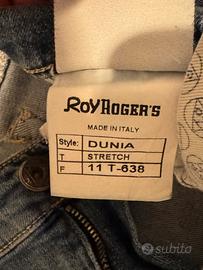 ROYROGER'S
MADE IN ITALY
Style: DUNIA
T STRETCH
F 11 T-638
subito